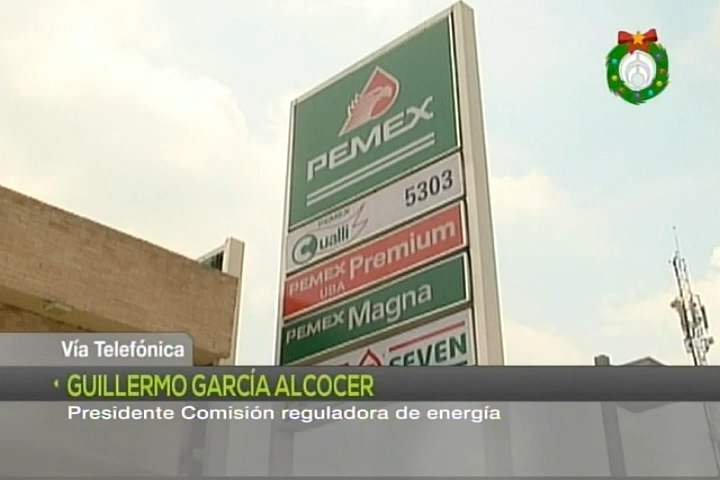 PEMEX
PEMEX
Cualli
5303
PEMEX Premium
UBA
PEMEX Magna
SEVEN
Vía Telefónica
GUILLERMO GARCÍA ALCOCER
Presidente Comisión reguladora de energía